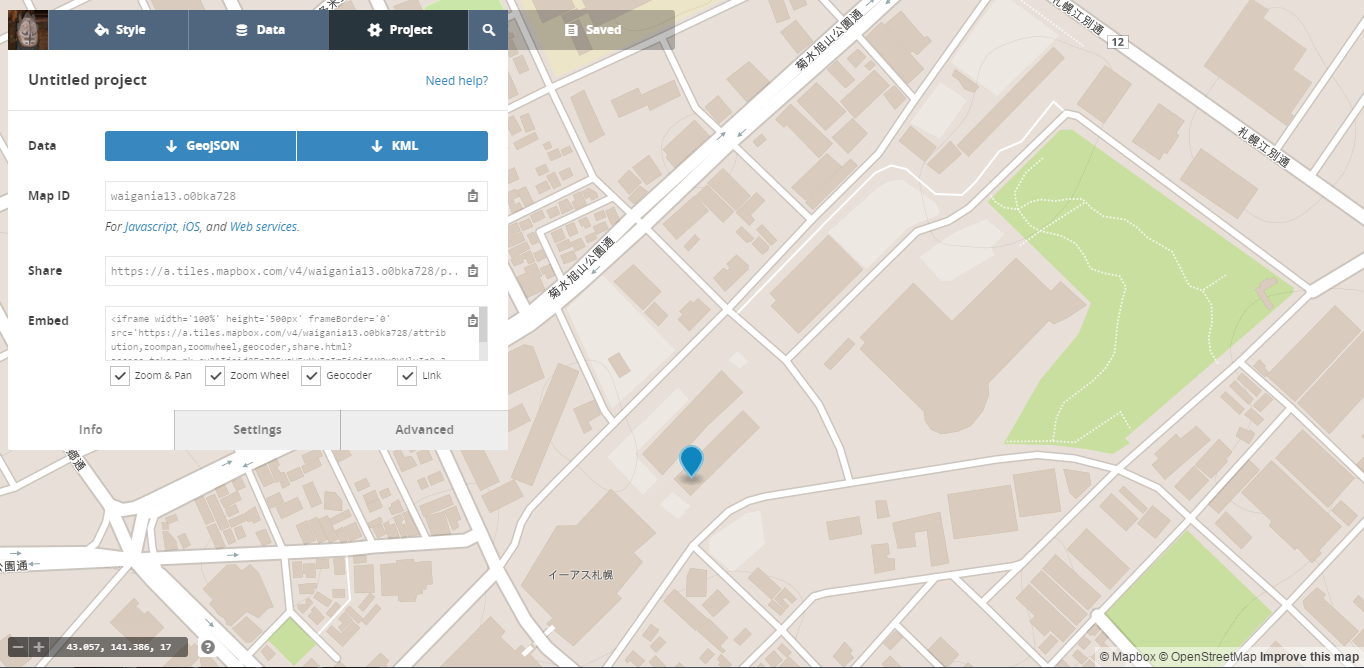 Style
Data
Project
Saved
Untitled project
Need help?
Data
GeoJSON
KML
Map ID
waigania13.o0bka728
For Javascript, iOS, and Web services.
Share
https://a.tiles.mapbox.com/v4/waigania13.o0bka728/p..
Embed
<iframe width='100%' height='500px' frameBorder='0'
src='https://a.tiles.mapbox.com/v4/waigania13.o0bka728/attrib
ution,zoompan,zoomwheel,geocoder,share.html?
Zoom & Pan
Zoom Wheel
Geocoder
Link
Info
Settings
Advanced
菊水旭山公園通
札幌江別通
12
札幌江別通
菊水旭山公園通
イーアス札幌
公園通
43.057, 141.386, 17
?
© Mapbox © OpenStreetMap Improve this map